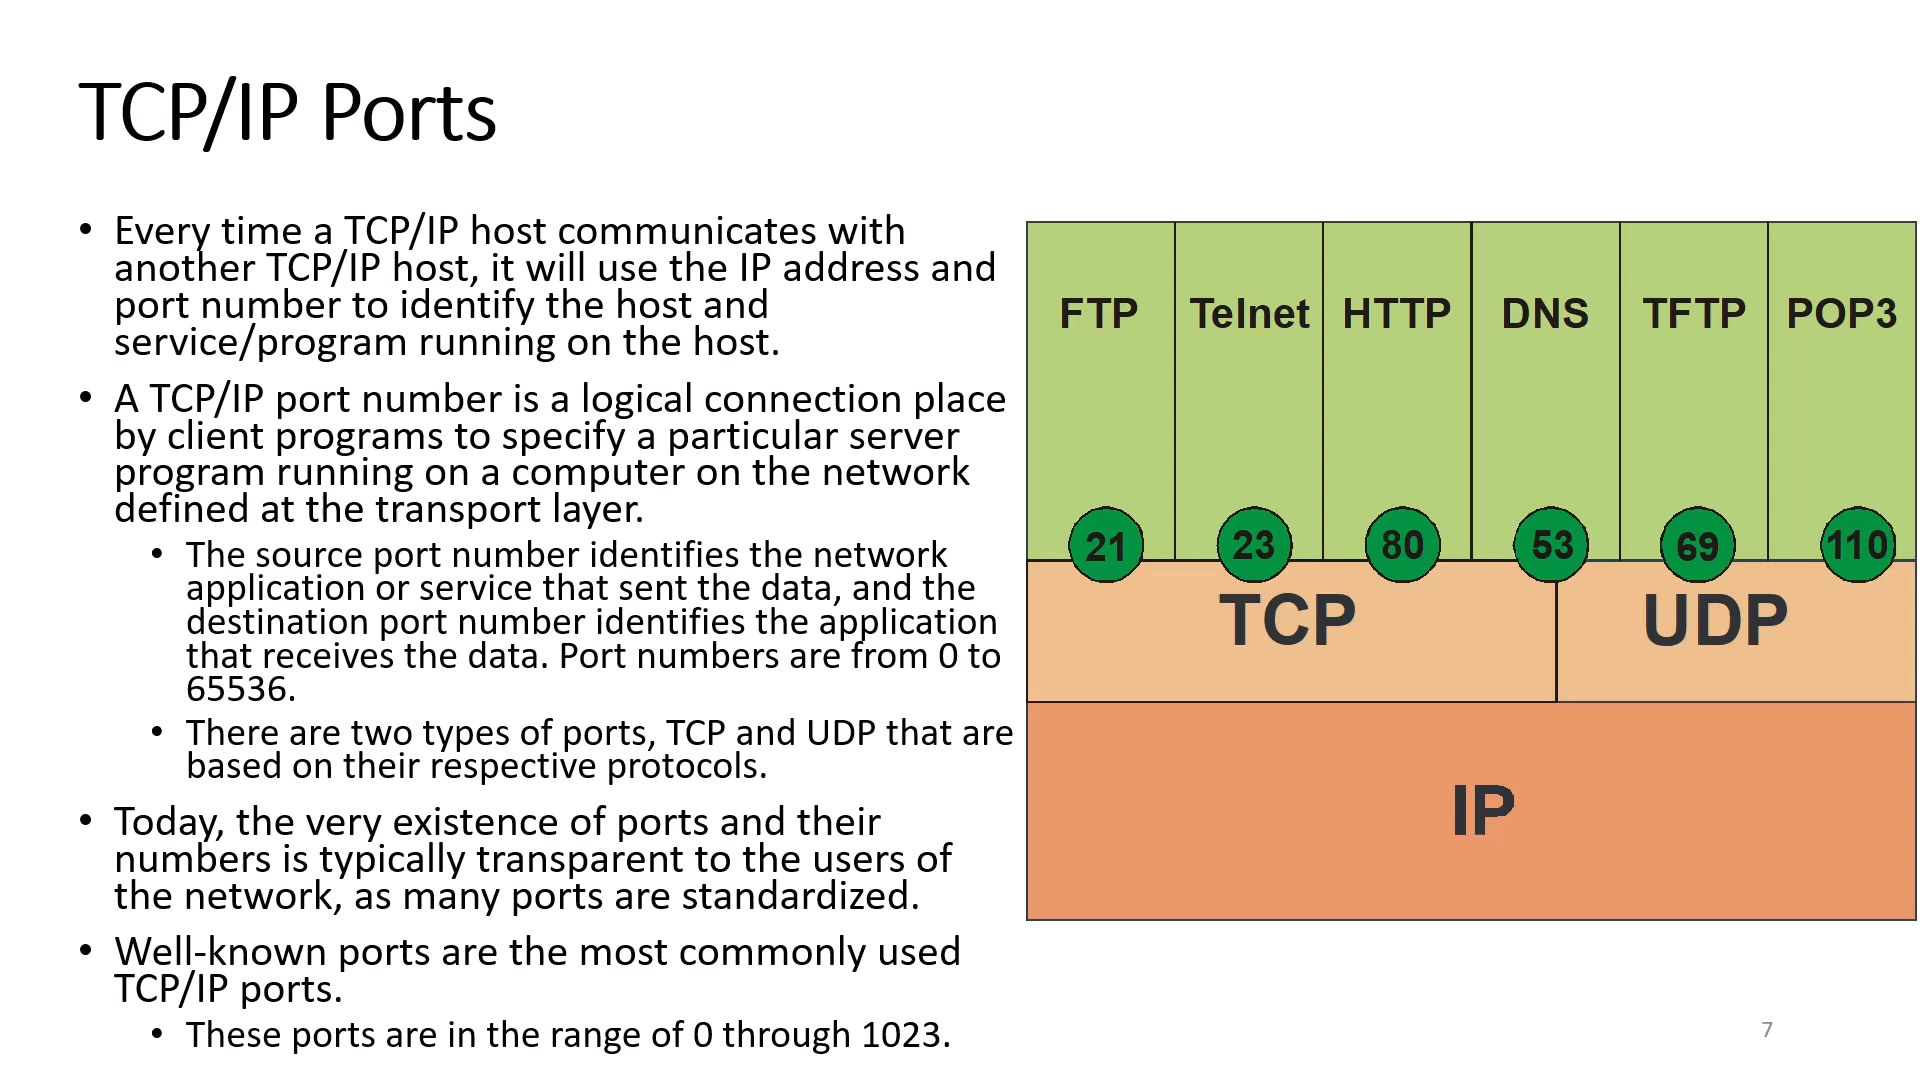 TCP/IP Ports
• Every time a TCP/IP host communicates with
another TCP/IP host, it will use the IP address and
port number to identify the host and
service/program running on the host.
• A TCP/IP port number is a logical connection place
by client programs to specify a particular server
program running on a computer on the network
defined at the transport layer.
• The source port number identifies the network
application or service that sent the data, and the
destination port number identifies the application
that receives the data. Port numbers are from 0 to
65536.
• There are two types of ports, TCP and UDP that are
based on their respective protocols.
• Today, the very existence of ports and their
numbers is typically transparent to the users of
the network, as many ports are standardized.
• Well-known ports are the most commonly used
TCP/IP ports.
• These ports are in the range of 0 through 1023.
FTP Telnet HTTP DNS TFTP POP3
21 23 80 53 69 110
TCP UDP
IP
7